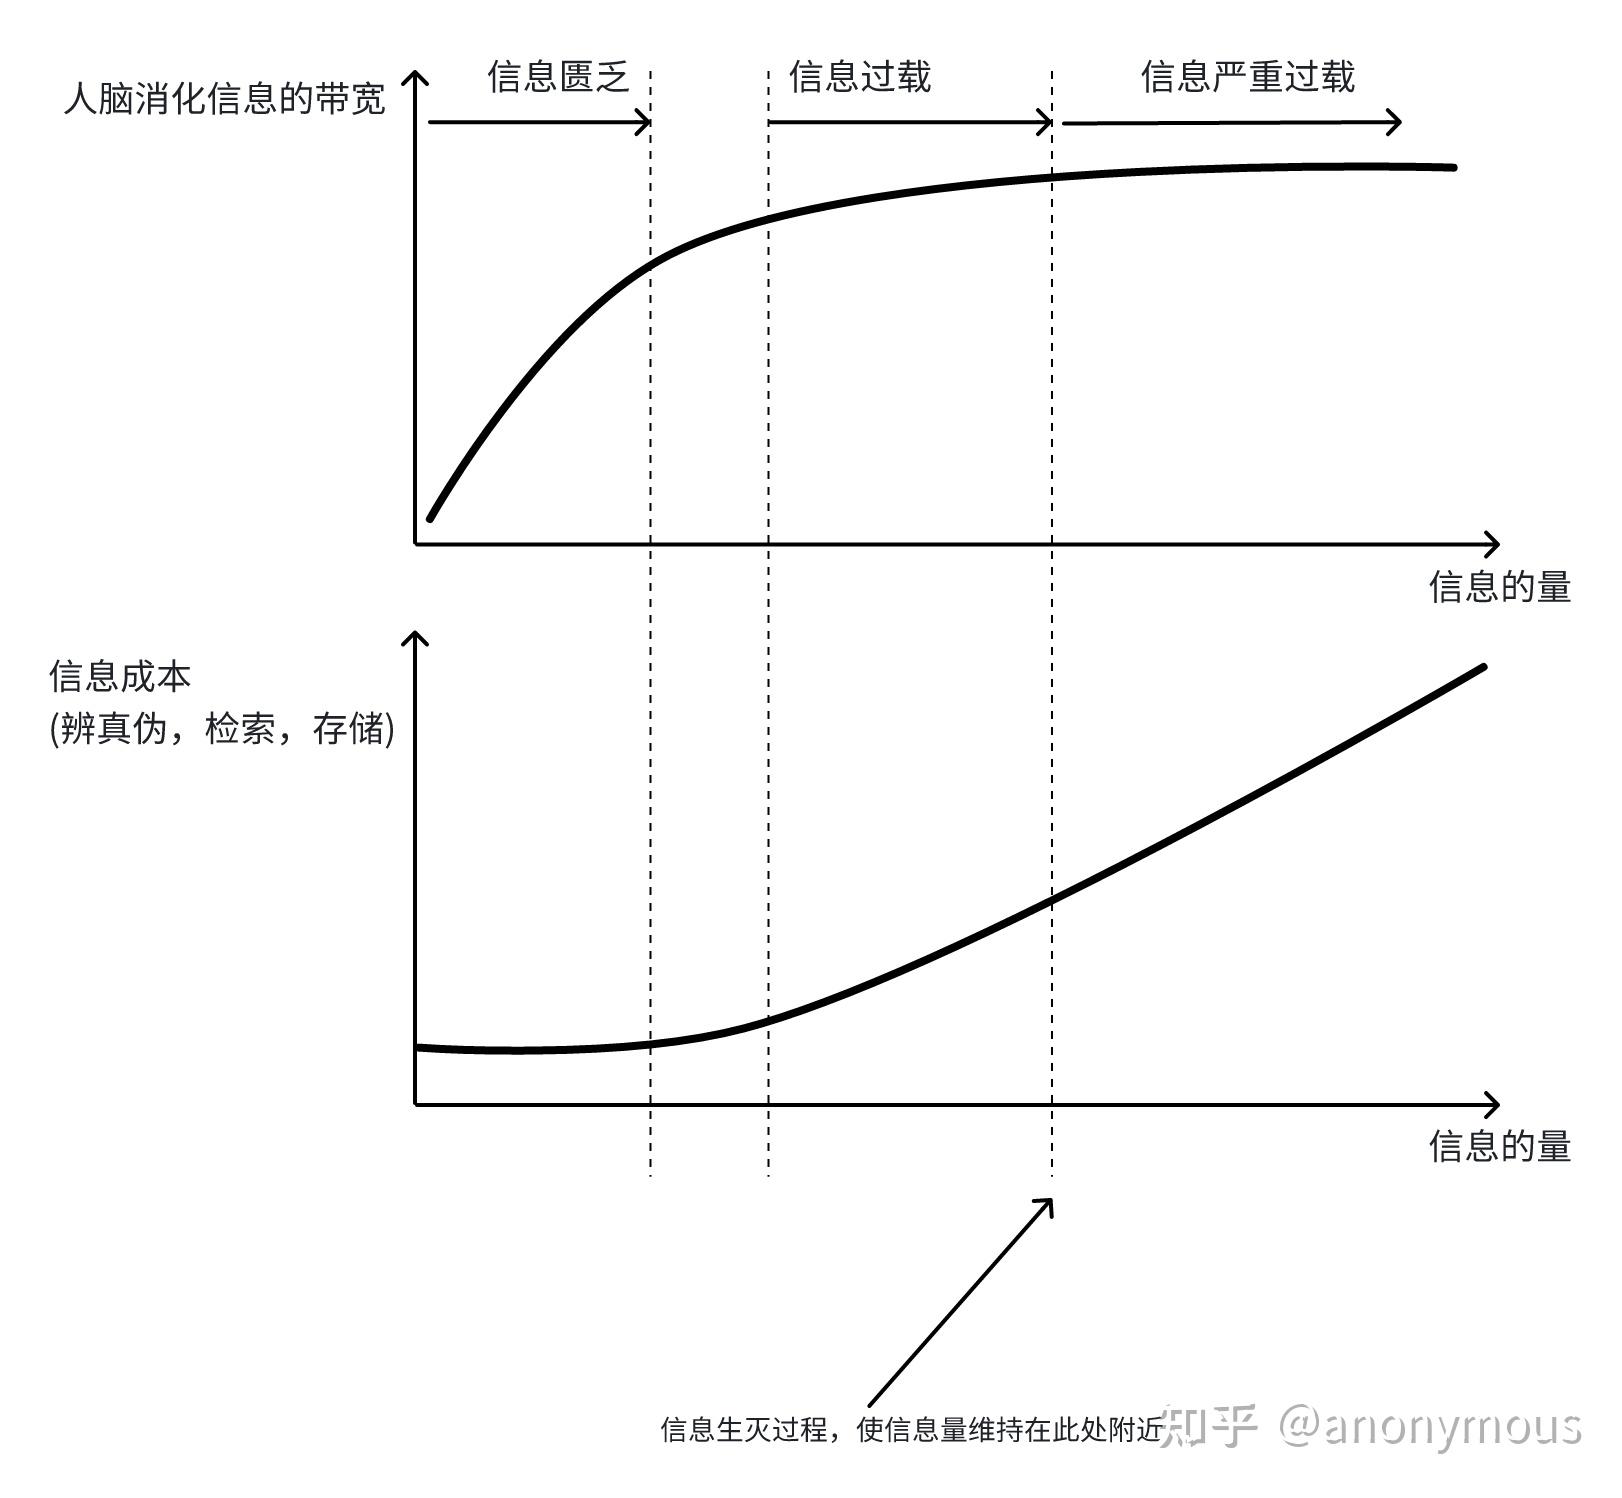 人脑消化信息的带宽
信息匮乏
信息过载
信息严重过载
信息的量
信息成本
(辨真伪，检索，存储)
信息的量
信息生灭过程，使信息量维持在此处附近
知乎 @anonymous